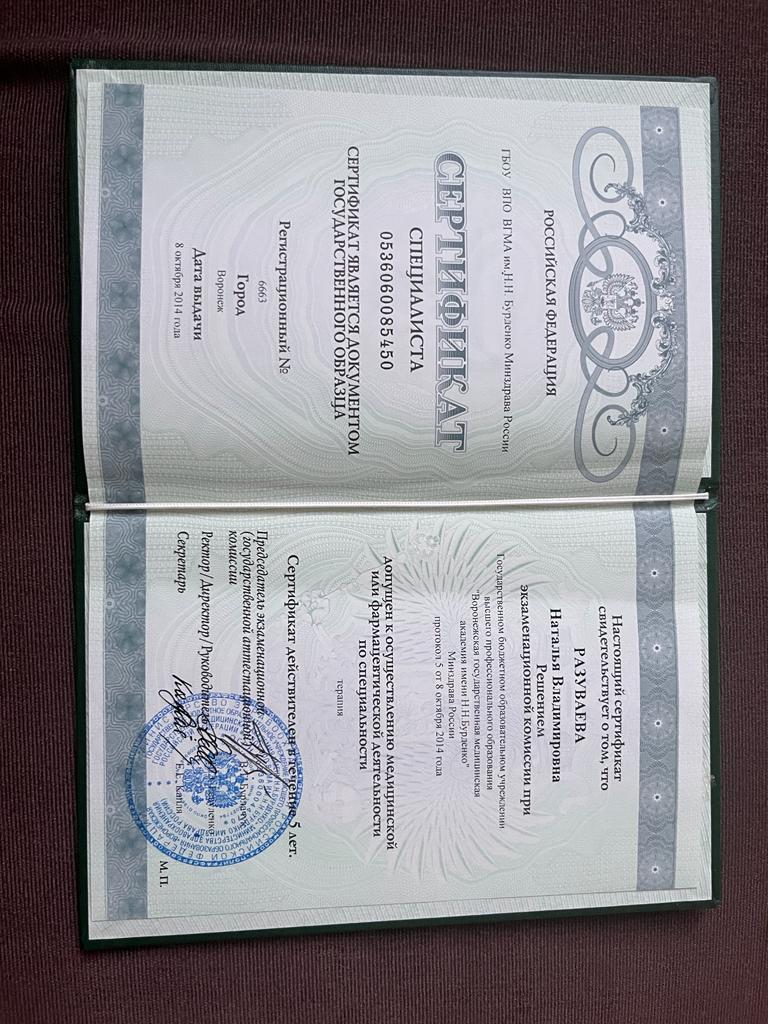 РОССИЙСКАЯ ФЕДЕРАЦИЯ
ГБОУ ВПО ВГМА им.Н.Н. Бурденко Минздрава России
СЕРТИФИКАТ
СПЕЦИАЛИСТА
0536060085450
СЕРТИФИКАТ ЯВЛЯЕТСЯ ДОКУМЕНТОМ
ГОСУДАРСТВЕННОГО ОБРАЗЦА
Регистрационный №
6663
Город
Воронеж
Дата выдачи
8 октября 2014 года
Настоящий сертификат
свидетельствует о том, что
РАЗУВАЕВА
Наталья Владимировна
Решением
экзаменационной комиссии при
Государственном бюджетном образовательном учреждении
высшего профессионального образования
"Воронежская государственная медицинская
академия имени Н.Н.Бурденко"
Минздрава России
протокол 5 от 8 октября 2014 года
допущен к осуществлению медицинской
или фармацевтической деятельности
по специальности
терапия
Сертификат действителен в течение 5 лет.
Председатель экзаменационной
(государственной аттестационной)
комиссии
Ректор/Директор/Руководитель
Секретарь
В.Е. Капля
М.П.